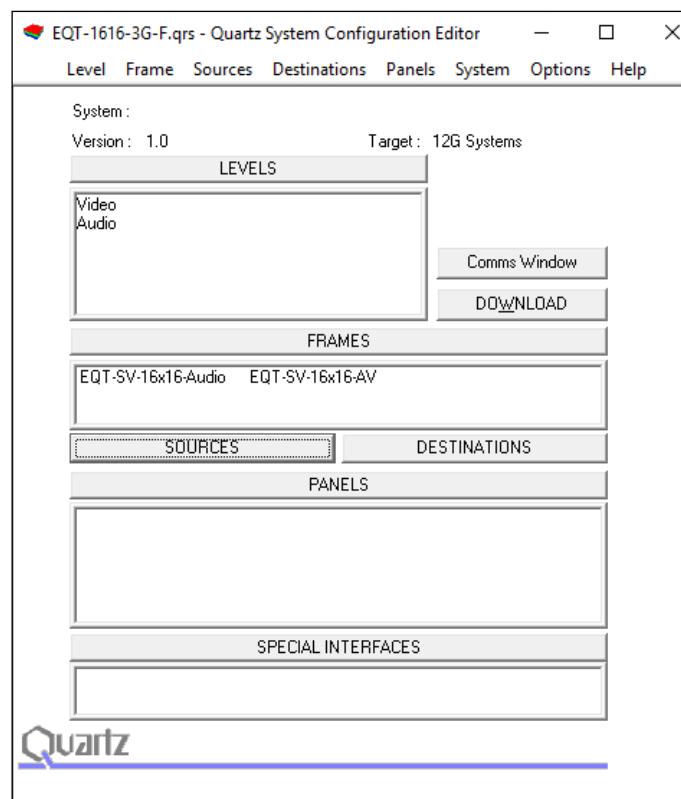 EQT-1616-3G-F.qrs - Quartz System Configuration Editor
Level Frame Sources Destinations Panels System Options Help
System :
Version : 1.0 Target : 12G Systems
LEVELS
Video
Audio
Comms Window
DOWNLOAD
FRAMES
EQT-SV-16x16-Audio EQT-SV-16x16-AV
SOURCES DESTINATIONS
PANELS
SPECIAL INTERFACES
Quartz